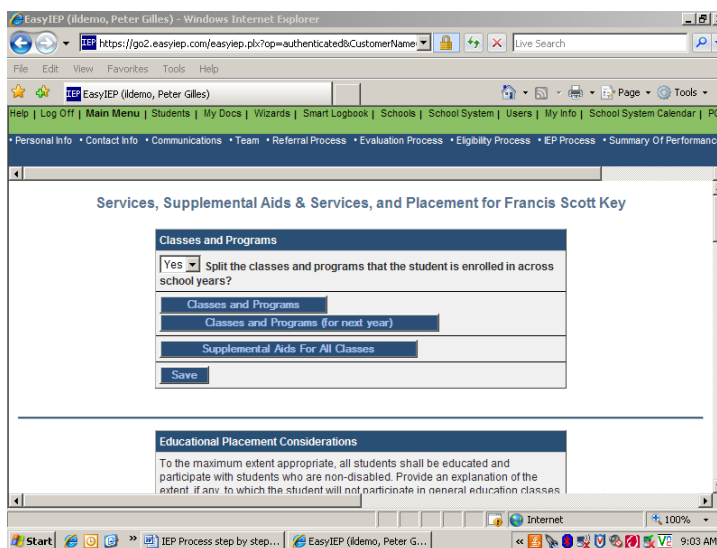 EasyIEP (ildemo, Peter Gilles) - Windows Internet Explorer
IEP https://go2.easyiep.com/easyiep.plx?op=authenticated&CustomerName
Live Search
File Edit View Favorites Tools Help
IEP EasyIEP (ildemo, Peter Gilles)
Page Tools
Help | Log Off | Main Menu | Students | My Docs | Wizards | Smart Logbook | Schools | School System | Users | My Info | School System Calendar |
• Personal Info • Contact Info • Communications • Team • Referral Process • Evaluation Process • Eligibility Process • IEP Process • Summary Of Performanc
Services, Supplemental Aids & Services, and Placement for Francis Scott Key
Classes and Programs
Yes Split the classes and programs that the student is enrolled in across
school years?
Classes and Programs
Classes and Programs (for next year)
Supplemental Aids For All Classes
Save
Educational Placement Considerations
To the maximum extent appropriate, all students shall be educated and
participate with students who are non-disabled. Provide an explanation of the
extent, if any, to which the student will not participate in general education classes
Internet
100%
Start
IEP Process step by step...
EasyIEP (ildemo, Peter G...
9:03 AM